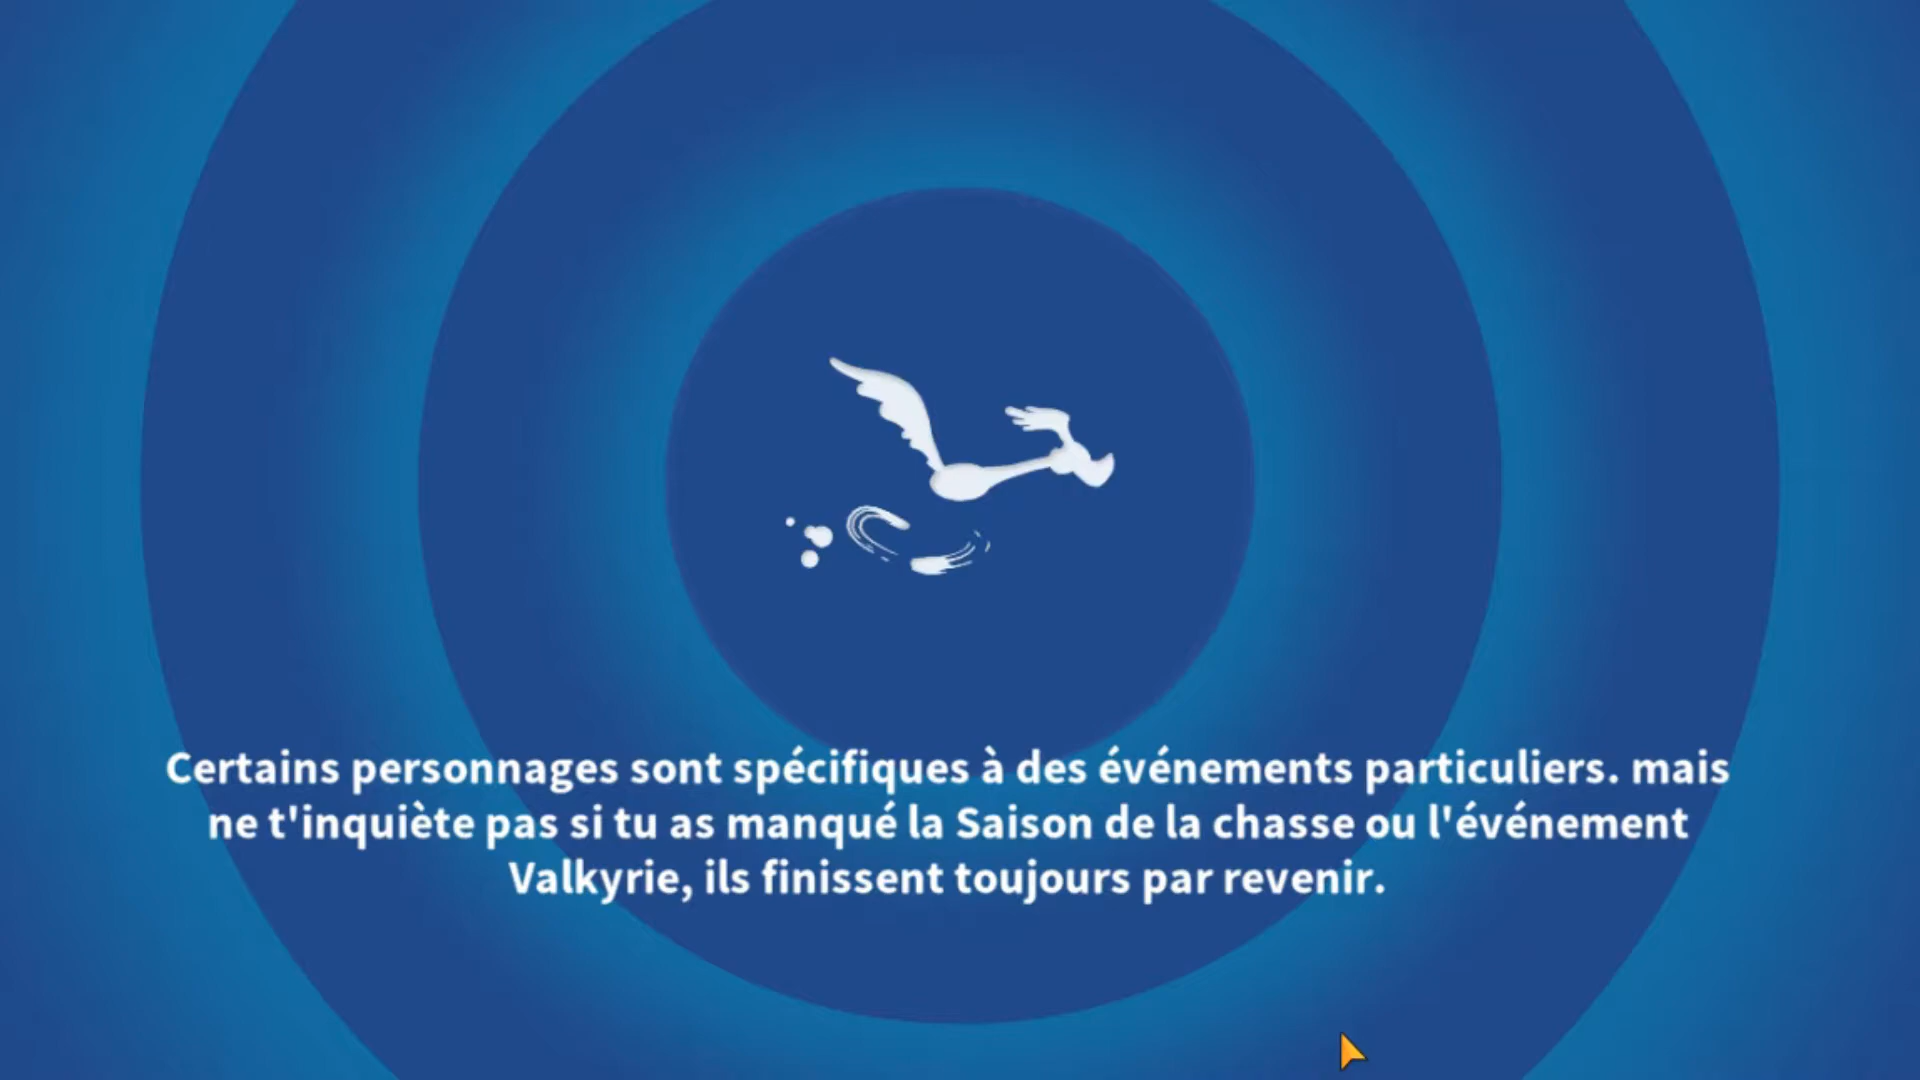 Certains personnages sont spécifiques à des événements particuliers. mais
ne t'inquiète pas si tu as manqué la Saison de la chasse ou l'événement
Valkyrie, ils finissent toujours par revenir.